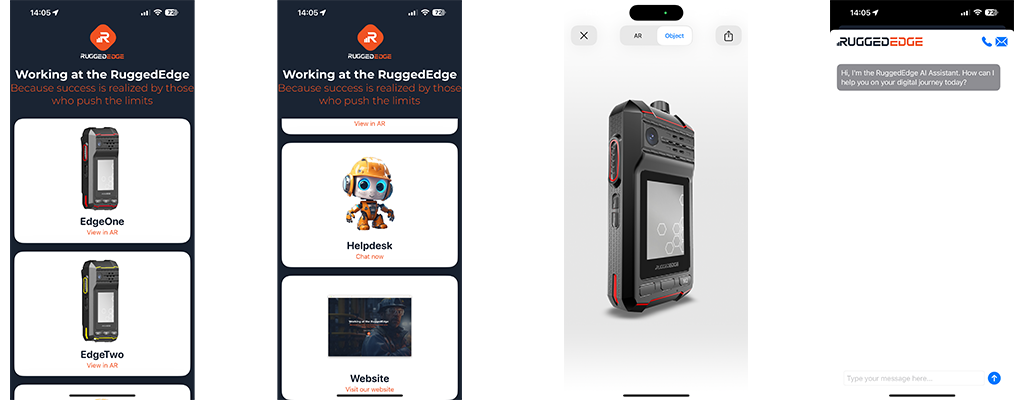 14:05
72
RUGGEDEDGE
Working at the RuggedEdge
Because success is realized by those
who push the limits
EdgeOne
View in AR
EdgeTwo
View in AR
14:05
72
RUGGEDEDGE
Working at the RuggedEdge
Because success is realized by those
who push the limits
View in AR
Helpdesk
Chat now
Working at the RuggedEdge
Website
Visit our website
AR
Object
RUGGEDEDGE
14:05
72
RUGGEDEDGE
Hi, I'm the RuggedEdge AI Assistant. How can I
help you on your digital journey today?
Type your message here...